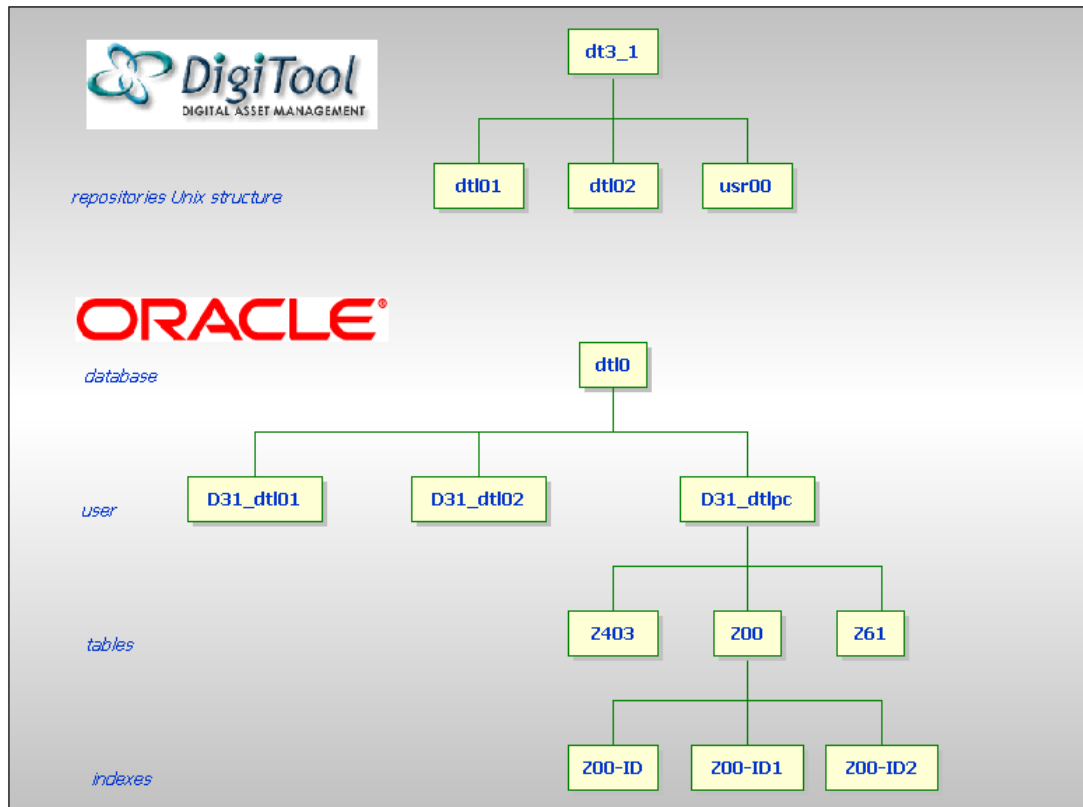 dt3_1
DigiTool
DIGITAL ASSET MANAGEMENT
dtl01
dtl02
usr00
repositories Unix structure
ORACLE®
dtl0
database
D31_dtl01
D31_dtl02
D31_dtlpc
user
Z403
Z00
Z61
tables
Z00-ID
Z00-ID1
Z00-ID2
indexes